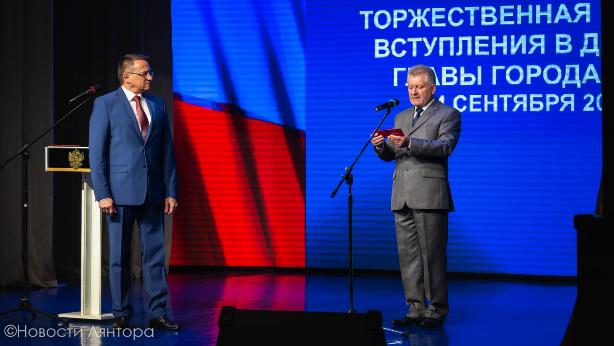 ТОРЖЕСТВЕННАЯ
ВСТУПЛЕНИЯ В Д
ГЛАВЫ ГОРОДА
СЕНТЯБРЯ 20
©Новости Лянтора